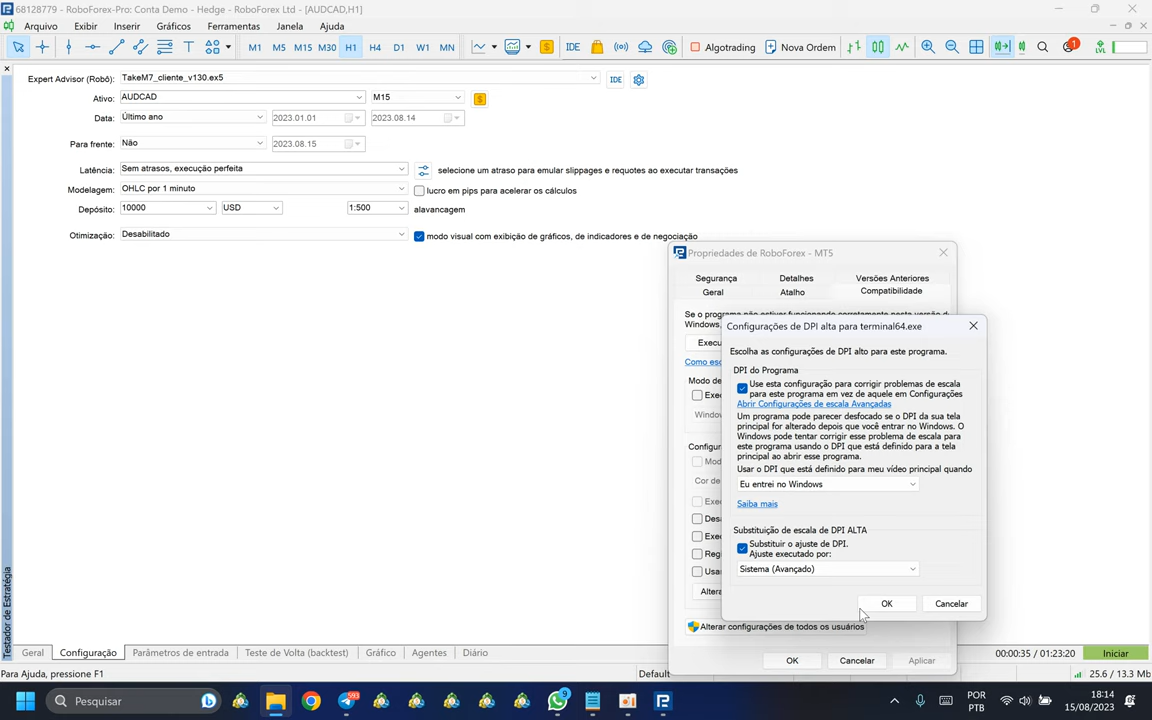 68128779 - RoboForex-Pro: Conta Demo - Hedge - RoboForex Ltd - [AUDCAD,H1]
Arquivo Exibir Inserir Gráficos Ferramentas Janela Ajuda
M1 M5 M15 M30 H1 H4 D1 W1 MN $ IDE Algotrading Nova Ordem 1 LVL
Expert Advisor (Robô): TakeM7_cliente_v130.ex5 IDE
Ativo: AUDCAD M15 $
Data: Último ano 2023.01.01 2023.08.14
Para frente: Não 2023.08.15
Latência: Sem atrasos, execução perfeita selecione um atraso para emular slippages e requotes ao executar transações
Modelagem: OHLC por 1 minuto lucro em pips para acelerar os cálculos
Depósito: 10000 USD 1:500 alavancagem
Otimização: Desabilitado modo visual com exibição de gráficos, de indicadores e de negociação
Propriedades de RoboForex - MT5
Segurança Detalhes Versões Anteriores
Geral Atalho Compatibilidade
Se o programa não estiver funcionando corretamente nesta versão do
Windows,
Execu
Como esc
Modo de
Exec
Window
Configur
Mod
Cor de
Exec
Desa
Exec
Regi
Usar
Altera
Alterar configurações de todos os usuários
OK Cancelar Aplicar
Configurações de DPI alta para terminal64.exe
Escolha as configurações de DPI alto para este programa.
DPI do Programa
Use esta configuração para corrigir problemas de escala
para este programa em vez de aquele em Configurações
Abrir Configurações de escala Avançadas
Um programa pode parecer desfocado se o DPI da sua tela
principal for alterado depois que você entrar no Windows. O
Windows pode tentar corrigir esse problema de escala para
este programa usando o DPI que está definido para a tela
principal ao abrir esse programa.
Usar o DPI que está definido para meu vídeo principal quando
Eu entrei no Windows
Saiba mais
Substituição de escala de DPI ALTA
Substituir o ajuste de DPI.
Ajuste executado por:
Sistema (Avançado)
OK Cancelar
Testador de Estratégia
Geral Configuração Parâmetros de entrada Teste de Volta (backtest) Gráfico Agentes Diário 00:00:35 / 01:23:20 Iniciar
Para Ajuda, pressione F1 Default 25.6 / 13.3 Mb
Pesquisar 593 9 POR 18:14
PTB 15/08/2023